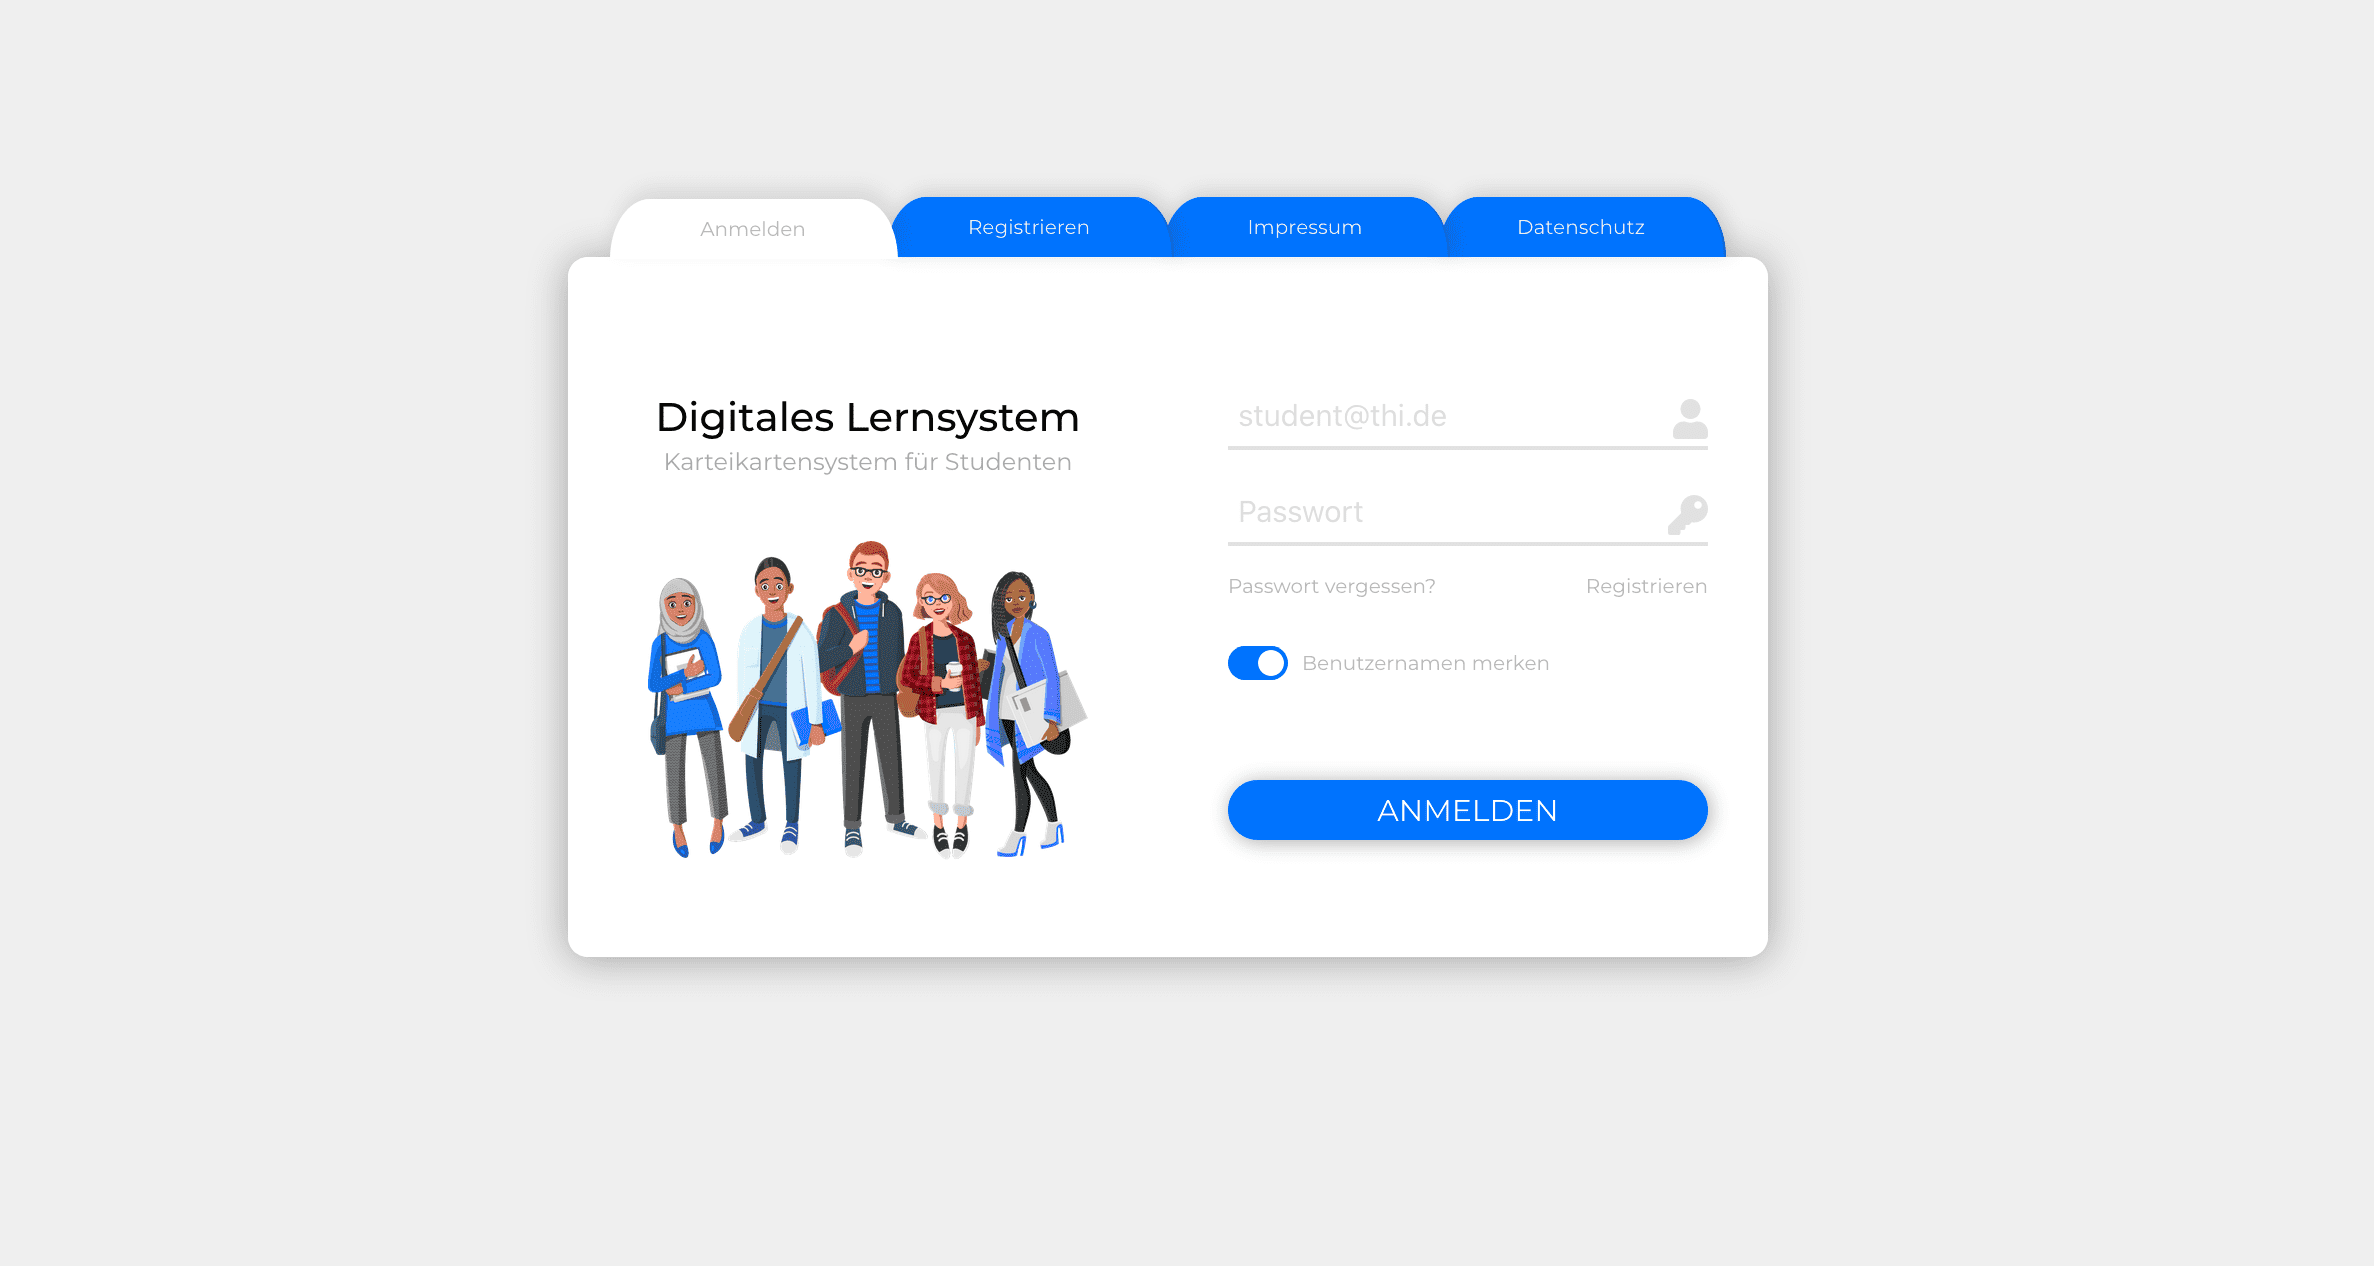 Anmelden
Registrieren
Impressum
Datenschutz
Digitales Lernsystem
Karteikartensystem für Studenten
student@thi.de
Passwort
Passwort vergessen?
Registrieren
Benutzernamen merken
ANMELDEN